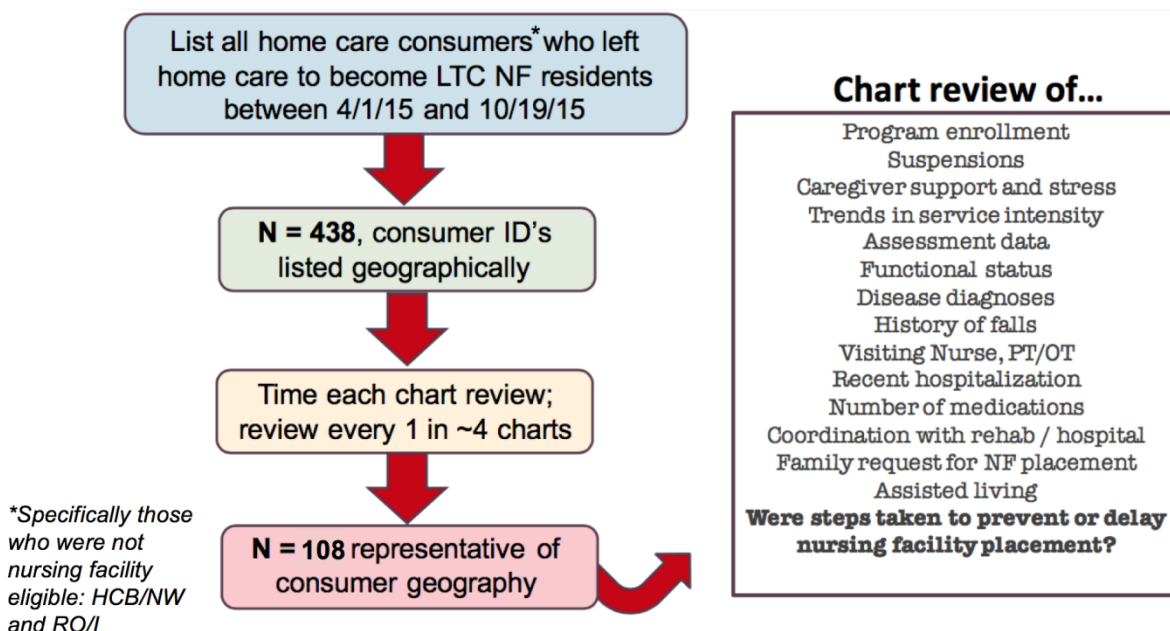 List all home care consumers* who left
home care to become LTC NF residents
between 4/1/15 and 10/19/15
N = 438, consumer ID's
listed geographically
Time each chart review;
review every 1 in ~4 charts
N = 108 representative of
consumer geography
*Specifically those
who were not
nursing facility
eligible: HCB/NW
and RO/I
Chart review of...
Program enrollment
Suspensions
Caregiver support and stress
Trends in service intensity
Assessment data
Functional status
Disease diagnoses
History of falls
Visiting Nurse, PT/OT
Recent hospitalization
Number of medications
Coordination with rehab / hospital
Family request for NF placement
Assisted living
Were steps taken to prevent or delay
nursing facility placement?